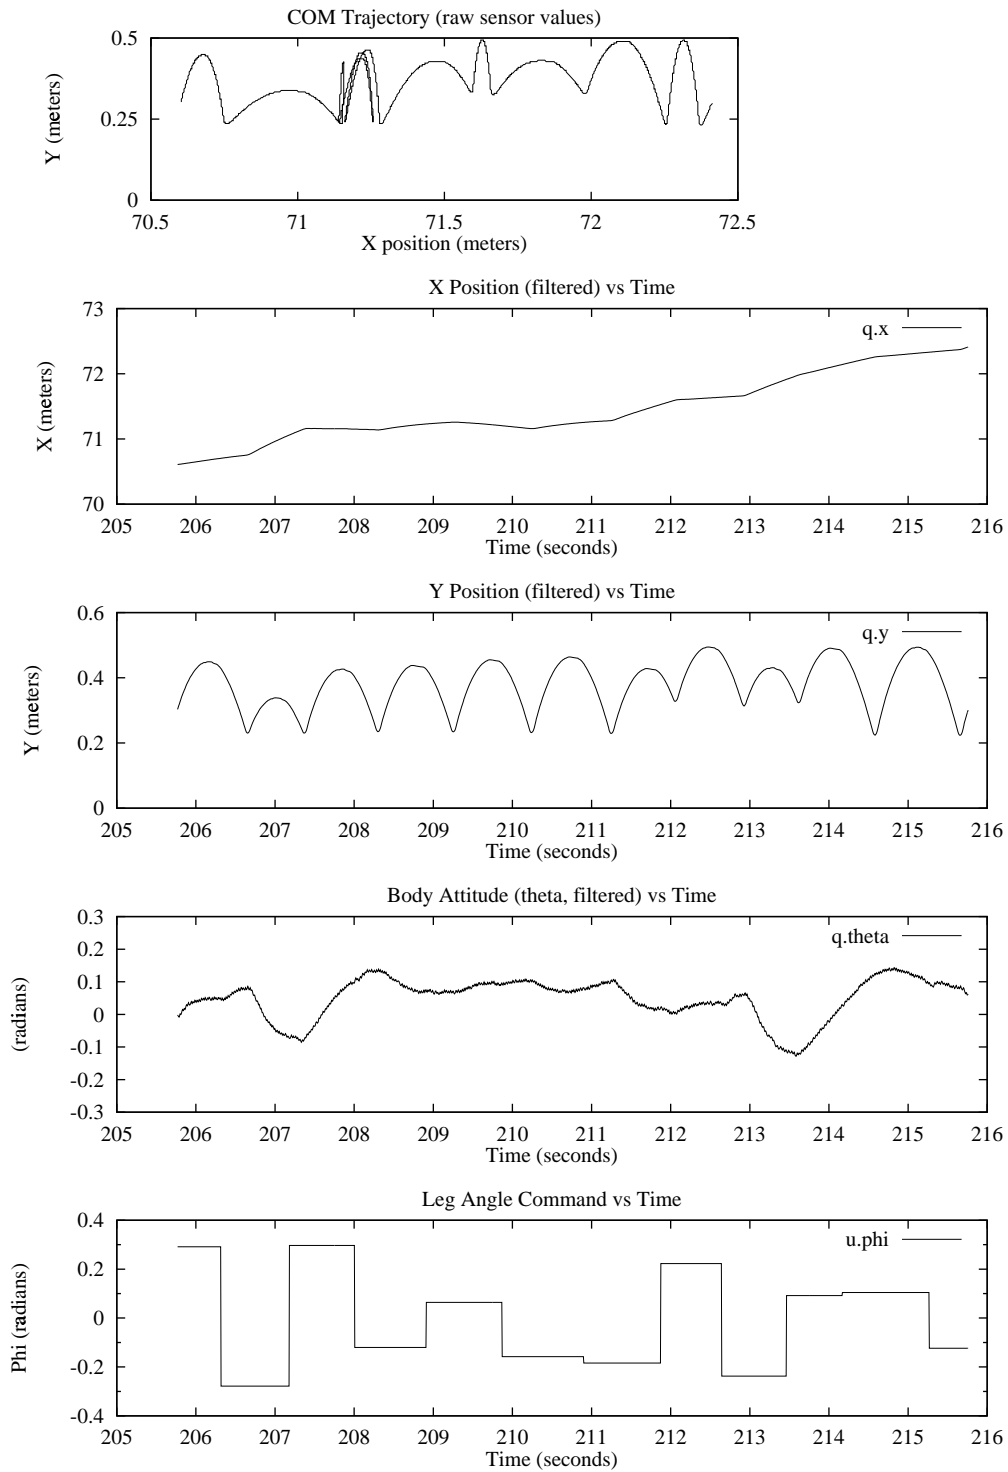 COM Trajectory (raw sensor values)
0.5
0.25
0
Y (meters)
70.5 71 71.5 72 72.5
X position (meters)
X Position (filtered) vs Time
73
72
71
70
X (meters)
q.x
205 206 207 208 209 210 211 212 213 214 215 216
Time (seconds)
Y Position (filtered) vs Time
0.6
0.4
0.2
0
Y (meters)
q.y
205 206 207 208 209 210 211 212 213 214 215 216
Time (seconds)
Body Attitude (theta, filtered) vs Time
0.3
0.2
0.1
0
-0.1
-0.2
-0.3
(radians)
q.theta
205 206 207 208 209 210 211 212 213 214 215 216
Time (seconds)
Leg Angle Command vs Time
0.4
0.2
0
-0.2
-0.4
Phi (radians)
u.phi
205 206 207 208 209 210 211 212 213 214 215 216
Time (seconds)